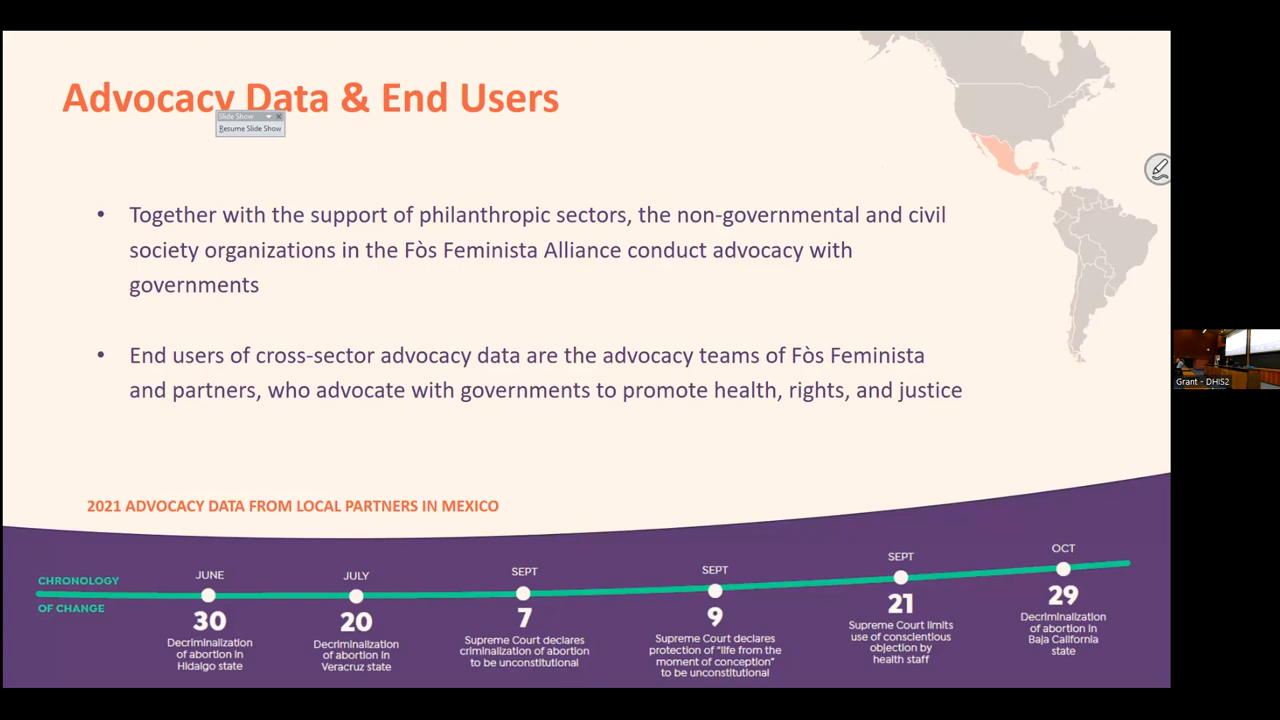 Advocacy Data & End Users
Slide Show
Resume Slide Show
• Together with the support of philanthropic sectors, the non-governmental and civil
society organizations in the Fòs Feminista Alliance conduct advocacy with
governments
• End users of cross-sector advocacy data are the advocacy teams of Fòs Feminista
and partners, who advocate with governments to promote health, rights, and justice
Grant - DHIS2
2021 ADVOCACY DATA FROM LOCAL PARTNERS IN MEXICO
CHRONOLOGY
OF CHANGE
JUNE
30
Decriminalization
of abortion in
Hidalgo state
JULY
20
Decriminalization
of abortion in
Veracruz state
SEPT
7
Supreme Court declares
criminalization of abortion
to be unconstitutional
SEPT
9
Supreme Court declares
protection of "life from the
moment of conception"
to be unconstitutional
SEPT
21
Supreme Court limits
use of conscientious
objection by
health staff
OCT
29
Decriminalization
of abortion in
Baja California
state